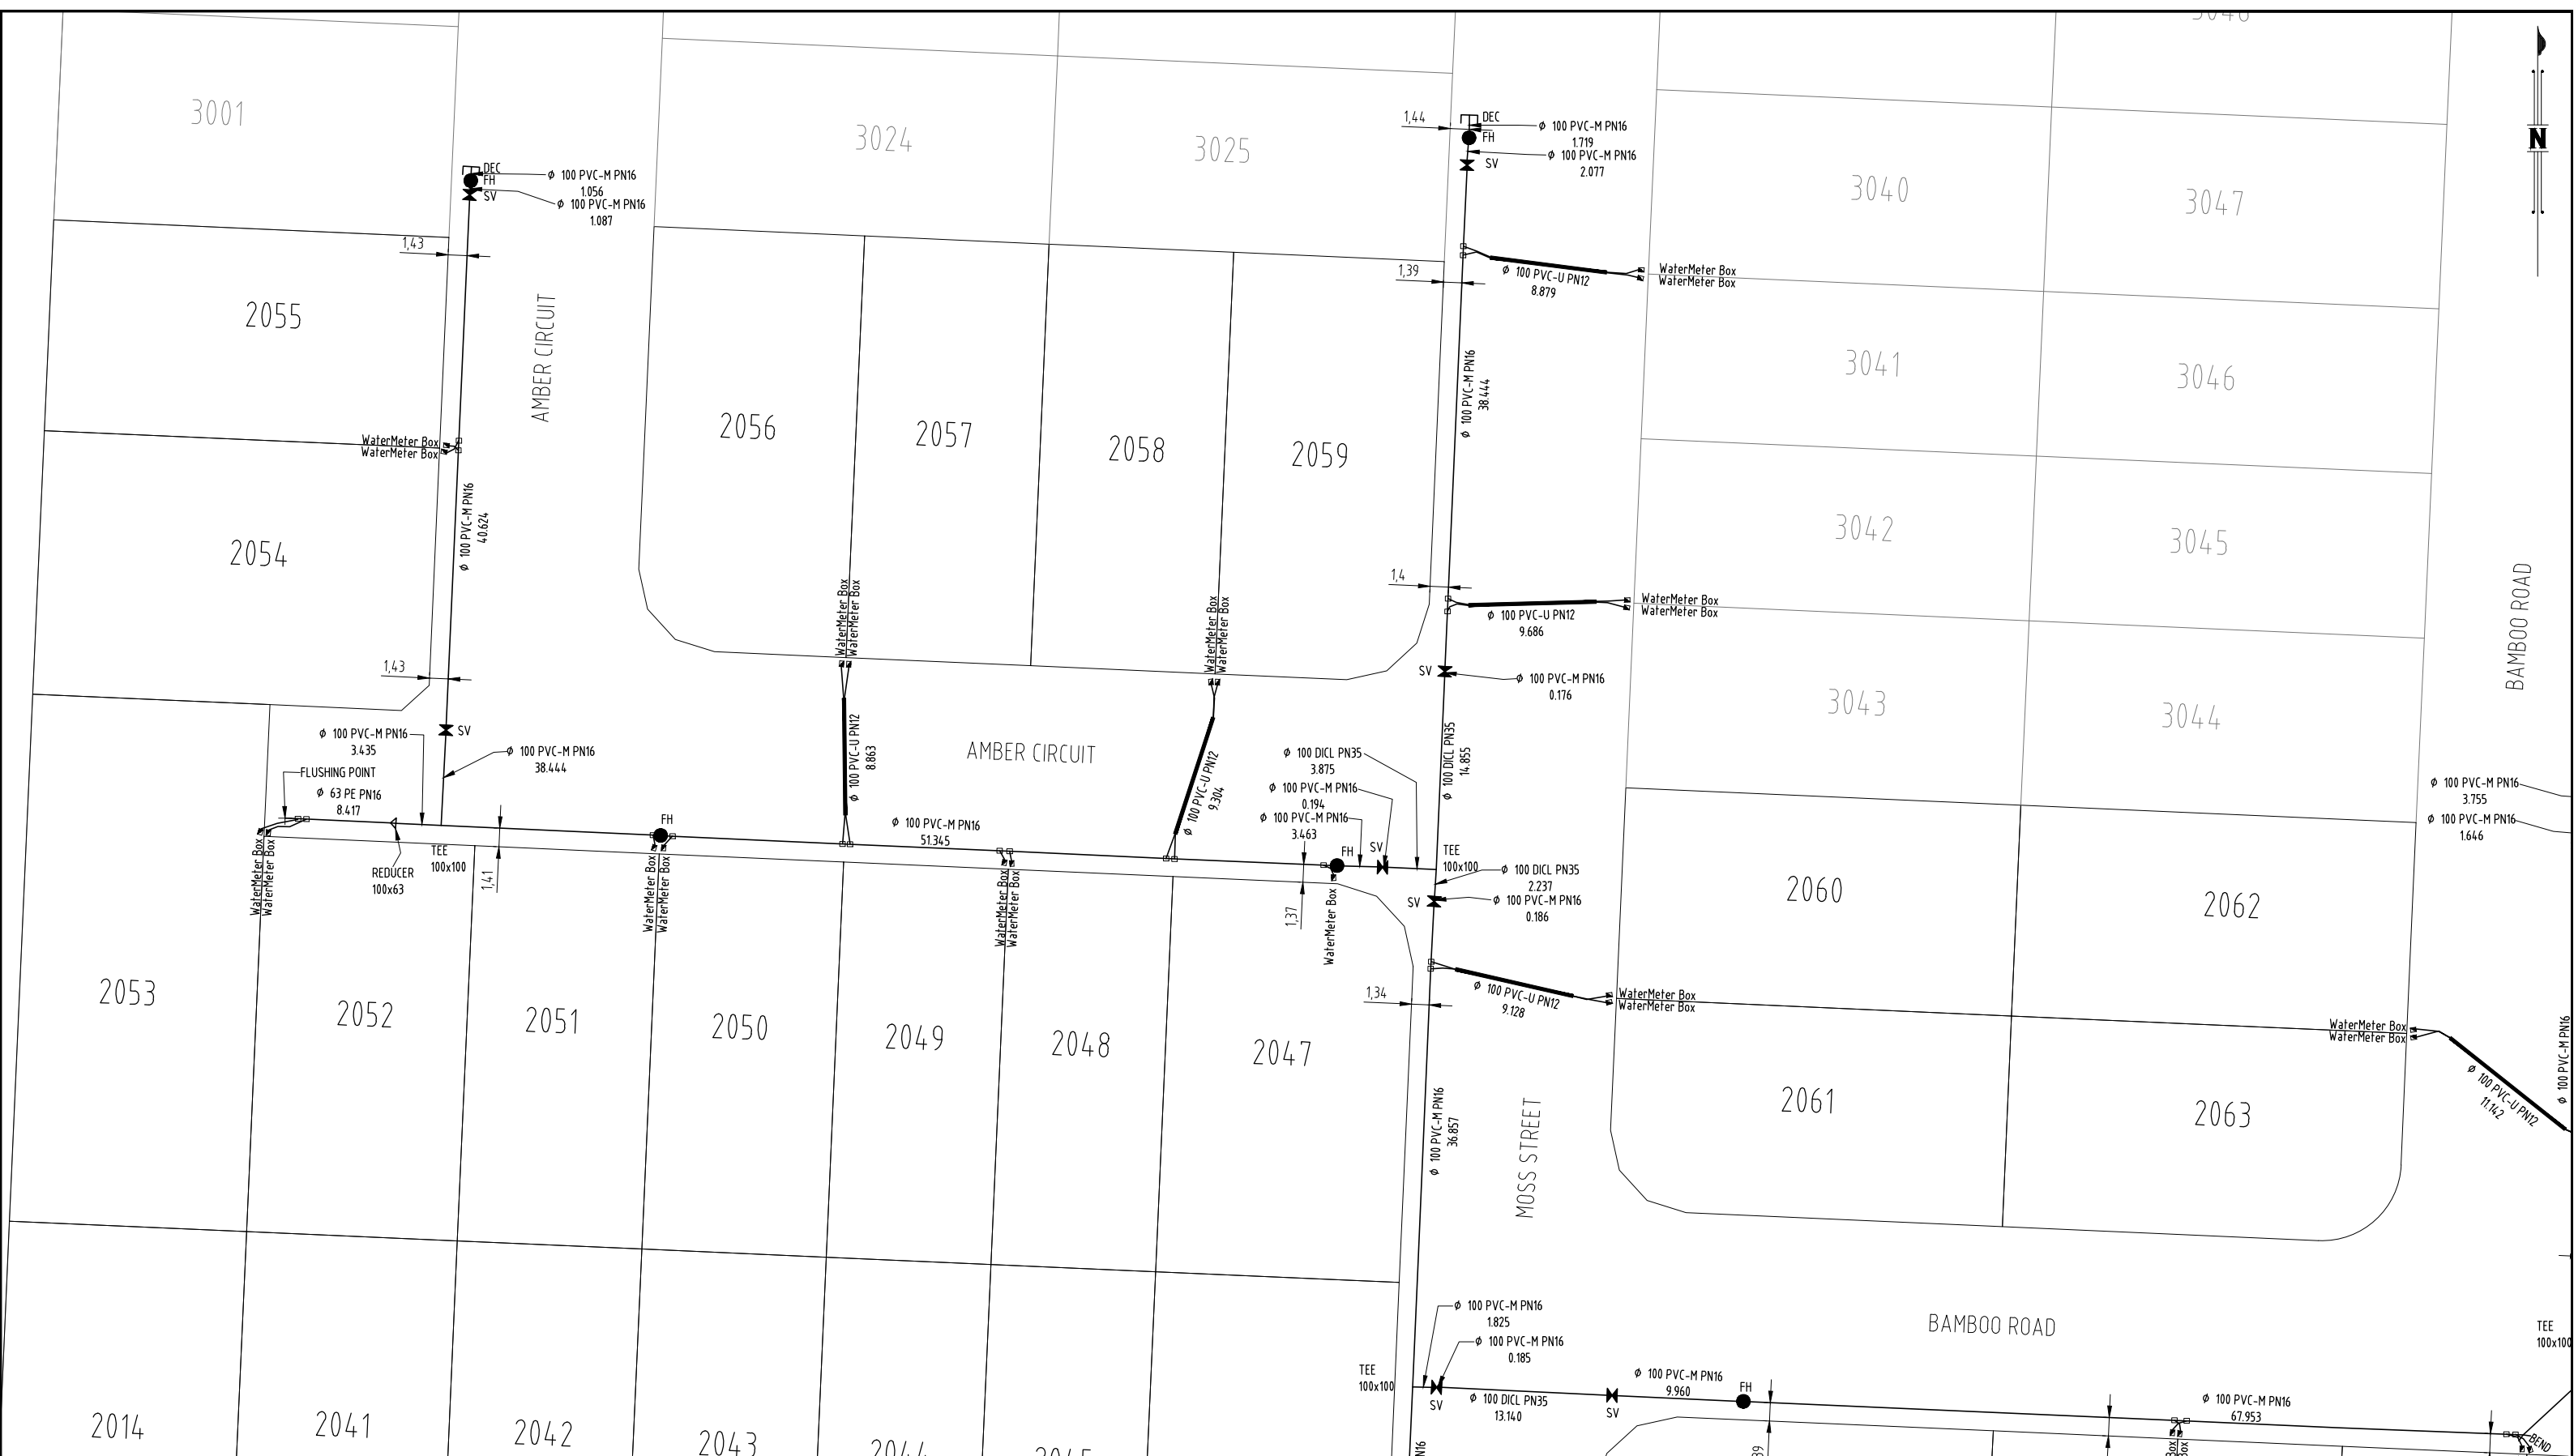 3001
3024
3025
3040
3047
N
DEC
FH
SV
φ 100 PVC-M PN16
1.056
φ 100 PVC-M PN16
1.087
1,44
DEC
FH
SV
φ 100 PVC-M PN16
1.719
φ 100 PVC-M PN16
2.077
1,43
2055
AMBER CIRCUIT
2056
2057
2058
2059
1,39
φ 100 PVC-U PN12
8.879
WaterMeter Box
WaterMeter Box
φ 100 PVC-M PN16
38.444
3041
3046
WaterMeter Box
WaterMeter Box
φ 100 PVC-M PN16
40.624
2054
3042
3045
BAMBOO ROAD
1,4
φ 100 PVC-U PN12
9.686
WaterMeter Box
WaterMeter Box
WaterMeter Box
WaterMeter Box
WaterMeter Box
WaterMeter Box
1,43
SV
φ 100 PVC-M PN16
0.176
3043
3044
SV
φ 100 PVC-M PN16
3.435
φ 100 PVC-M PN16
38.444
FLUSHING POINT
φ 63 PE PN16
8.417
φ 100 PVC-U PN12
8.863
AMBER CIRCUIT
φ 100 PVC-U PN12
9.304
φ 100 DICL PN35
3.875
φ 100 PVC-M PN16
0.194
φ 100 PVC-M PN16
3.463
φ 100 DICL PN35
14.855
φ 100 PVC-M PN16
3.755
φ 100 PVC-M PN16
1.646
FH
φ 100 PVC-M PN16
51.345
REDUCER
100x63
TEE
100x100
1,41
FH
SV
TEE
100x100
φ 100 DICL PN35
2.237
SV
φ 100 PVC-M PN16
0.186
WaterMeter Box
WaterMeter Box
WaterMeter Box
WaterMeter Box
WaterMeter Box
WaterMeter Box
1,37
WaterMeter Box
2060
2062
2053
2052
2051
2050
2049
2048
2047
1,34
φ 100 PVC-U PN12
9.128
WaterMeter Box
WaterMeter Box
WaterMeter Box
WaterMeter Box
φ 100 PVC-M PN16
φ 100 PVC-U PN12
11.142
2061
2063
φ 100 PVC-M PN16
36.857
MOSS STREET
φ 100 PVC-M PN16
1.825
φ 100 PVC-M PN16
0.185
BAMBOO ROAD
TEE
100x100
TEE
100x100
SV
φ 100 DICL PN35
13.140
SV
φ 100 PVC-M PN16
9.960
FH
φ 100 PVC-M PN16
67.953
BEND
2014
2041
2042
2043